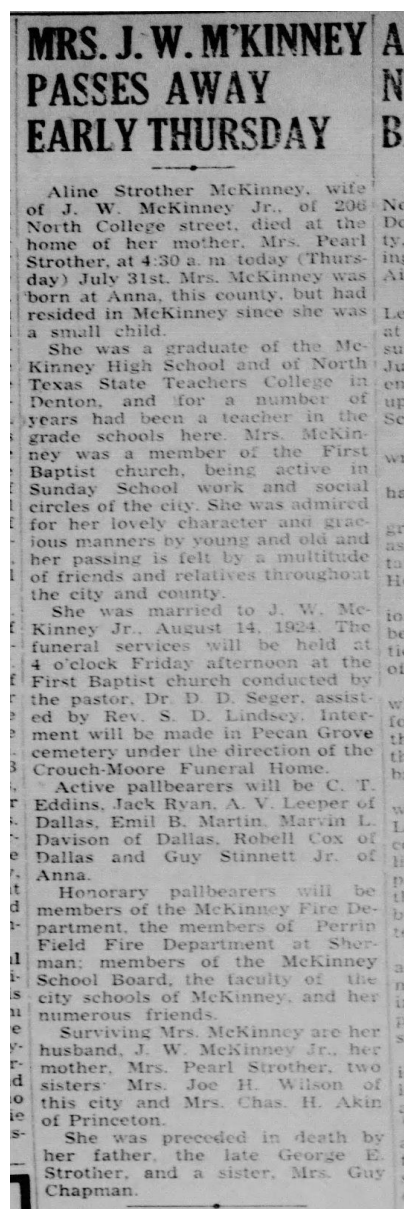 MRS. J. W. M'KINNEY
PASSES AWAY
EARLY THURSDAY
Aline Strother McKinney, wife
of J. W. McKinney Jr., of 206
North College street, died at the
home of her mother, Mrs. Pearl
Strother, at 4:30 a. m today (Thurs-
day) July 31st. Mrs. McKinney was
born at Anna, this county, but had
resided in McKinney since she was
a small child.
She was a graduate of the Mc-
Kinney High School and of North
Texas State Teachers College in
Denton, and for a number of
years had been a teacher in the
grade schools here. Mrs. McKin-
ney was a member of the First
Baptist church, being active in
Sunday School work and social
circles of the city. She was admired
for her lovely character and grac-
ious manners by young and old and
her passing is felt by a multitude
of friends and relatives throughout
the city and county.
She was married to J. W. Mc-
Kinney Jr., August 14, 1924. The
funeral services will be held at
4 o'clock Friday afternoon at the
First Baptist church conducted by
the pastor, Dr. D. D. Seger, assist-
ed by Rev. S. D. Lindsey. Inter-
ment will be made in Pecan Grove
cemetery under the direction of the
Crouch-Moore Funeral Home.
Active pallbearers will be C. T.
Eddins, Jack Ryan, A. V. Leeper of
Dallas, Emil B. Martin, Marvin L.
Davison of Dallas, Robell Cox of
Dallas and Guy Stinnett Jr. of
Anna.
Honorary pallbearers will be
members of the McKinney Fire De-
partment, the members of Perrin
Field Fire Department at Sher-
man; members of the McKinney
School Board, the faculty of the
city schools of McKinney, and her
numerous friends.
Surviving Mrs. McKinney are her
husband, J. W. McKinney Jr., her
mother, Mrs. Pearl Strother, two
sisters Mrs. Joe H. Wilson of
this city and Mrs. Chas. H. Akin
of Princeton.
She was preceded in death by
her father, the late George E.
Strother, and a sister, Mrs. Guy
Chapman.